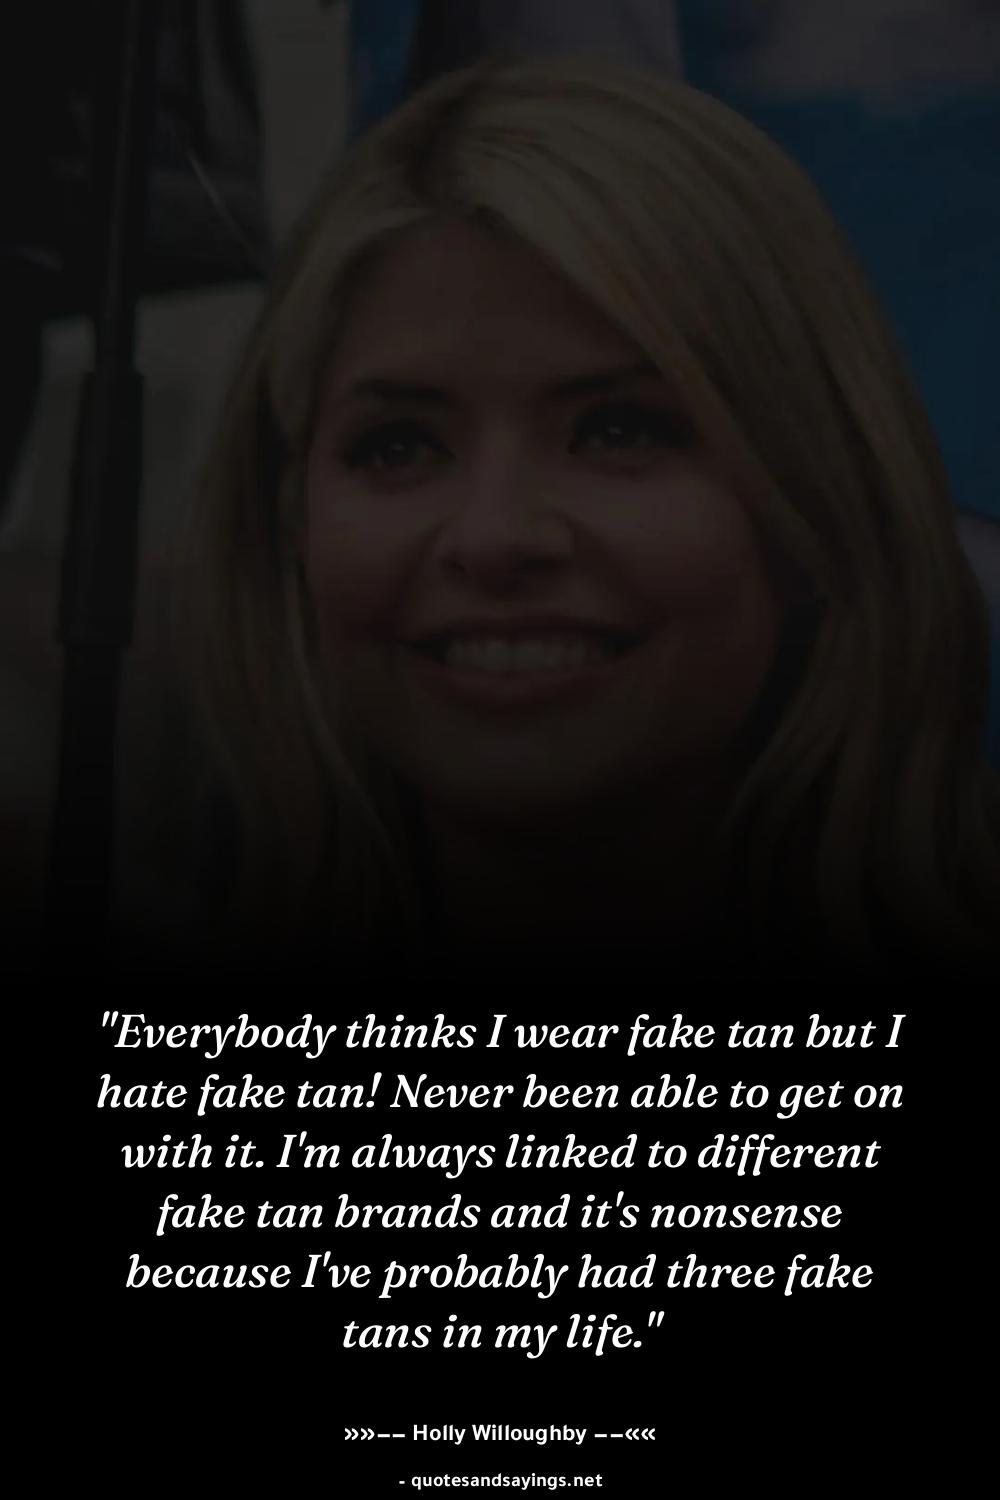 "Everybody thinks I wear fake tan but I
hate fake tan! Never been able to get on
with it. I'm always linked to different
fake tan brands and it's nonsense
because I've probably had three fake
tans in my life."
»»−− Holly Willoughby −−««
- quotesandsayings.net